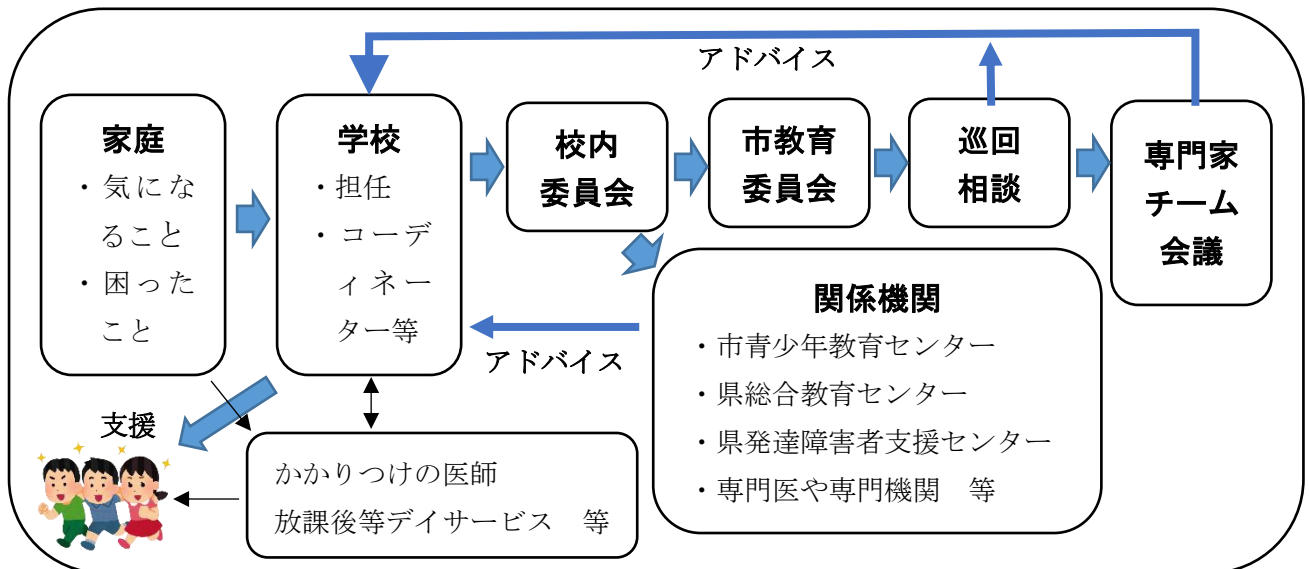 アドバイス
家庭
・気にな
ること
・困った
こと
学校
・担任
・コーデ
ィネー
ター等
校内
委員会
市教育
委員会
巡回
相談
専門家
チーム
会議
関係機関
・市青少年教育センター
・県総合教育センター
・県発達障害者支援センター
・専門医や専門機関　等
アドバイス
支援
かかりつけの医師
放課後等デイサービス　等